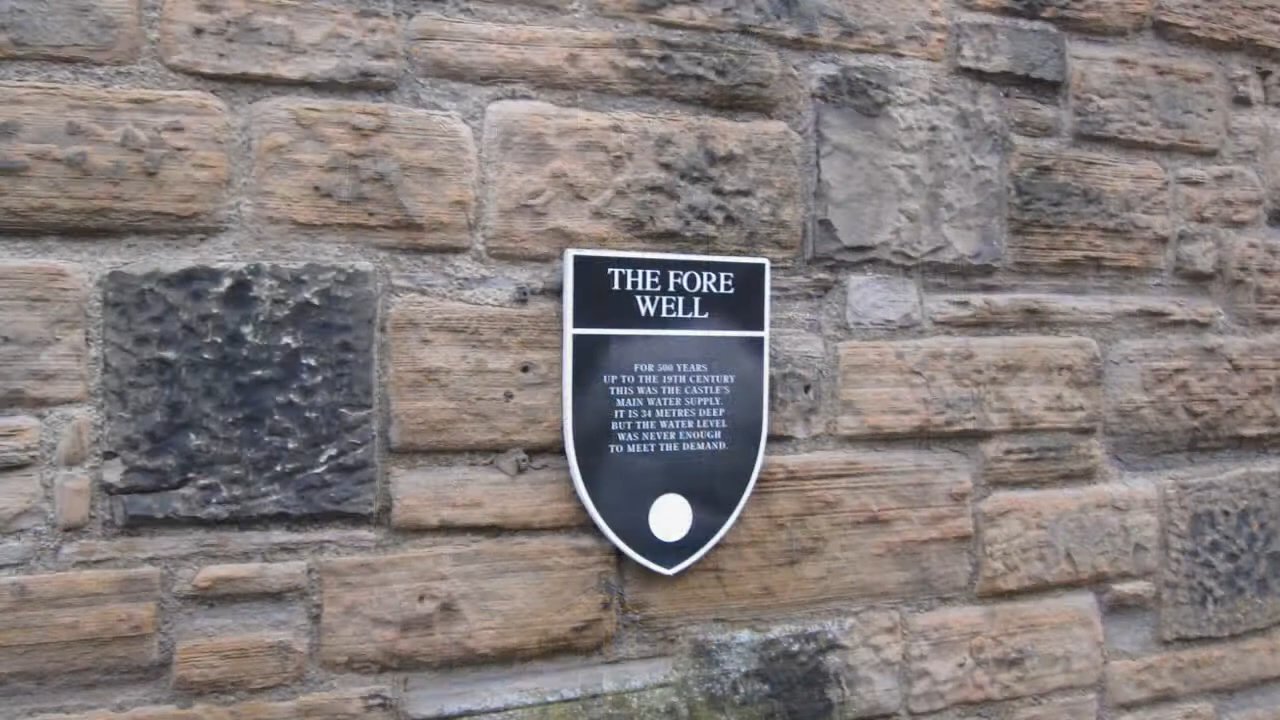 THE FORE
WELL
FOR 500 YEARS
UP TO THE 19TH CENTURY
THIS WAS THE CASTLE'S
MAIN WATER SUPPLY.
IT IS 34 METRES DEEP
BUT THE WATER LEVEL
WAS NEVER ENOUGH
TO MEET THE DEMAND.